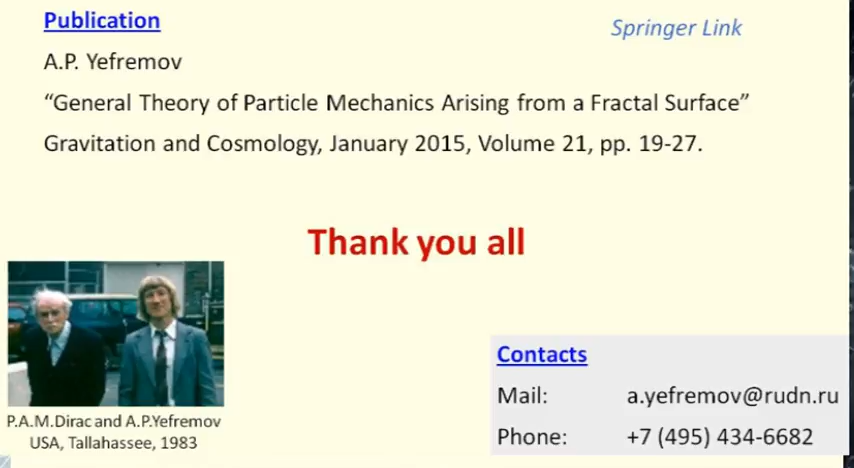 Publication
Springer Link
A.P. Yefremov
“General Theory of Particle Mechanics Arising from a Fractal Surface”
Gravitation and Cosmology, January 2015, Volume 21, pp. 19-27.
Thank you all
P.A.M.Dirac and A.P.Yefremov
USA, Tallahassee, 1983
Contacts
Mail: a.yefremov@rudn.ru
Phone: +7 (495) 434-6682